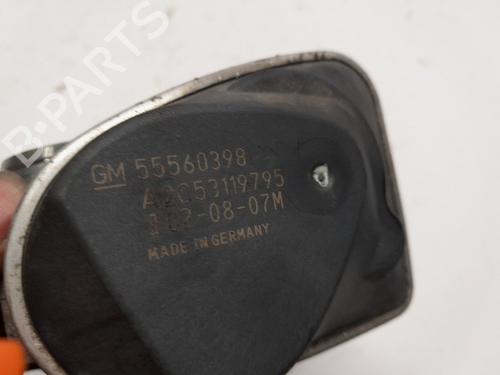 B-PARTS
GM 55560398
A2C53119795
02-08-07M
MADE IN GERMANY